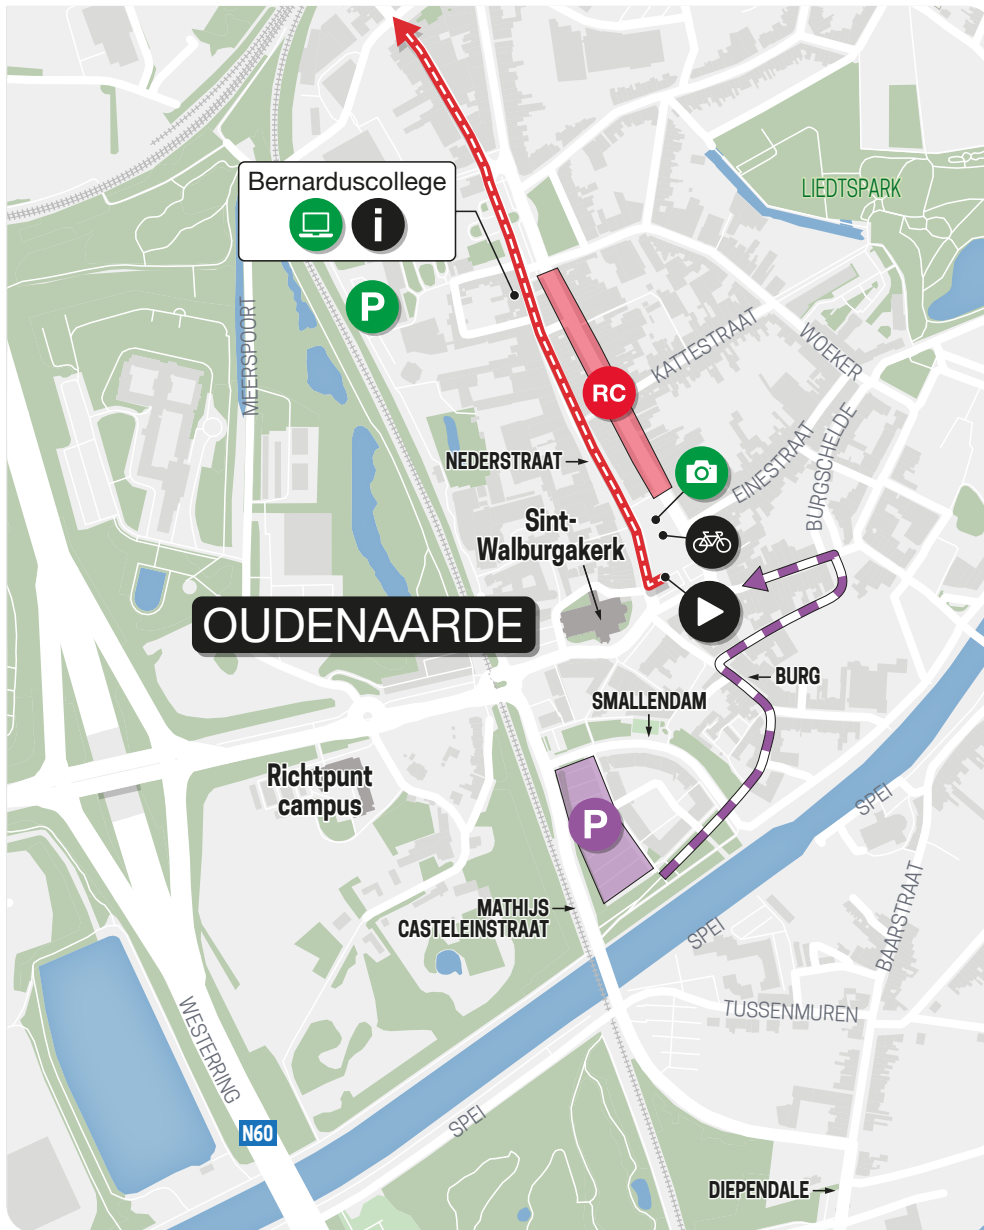 Bernarduscollege
i
LIEDTSPARK
P
MEERSPOORT
KATTESTRAAT
WOEKER
RC
NEDERSTRAAT
EINESTRAAT
BURGSCHELDE
Sint-
Walburgakerk
OUDENAARDE
BURG
SMALLENDAM
Richtpunt
campus
P
SPEI
MATHIJS
CASTELEINSTRAAT
SPEI
BAARSTRAAT
TUSSENMUREN
WESTERRING
SPEI
N60
DIEPENDALE